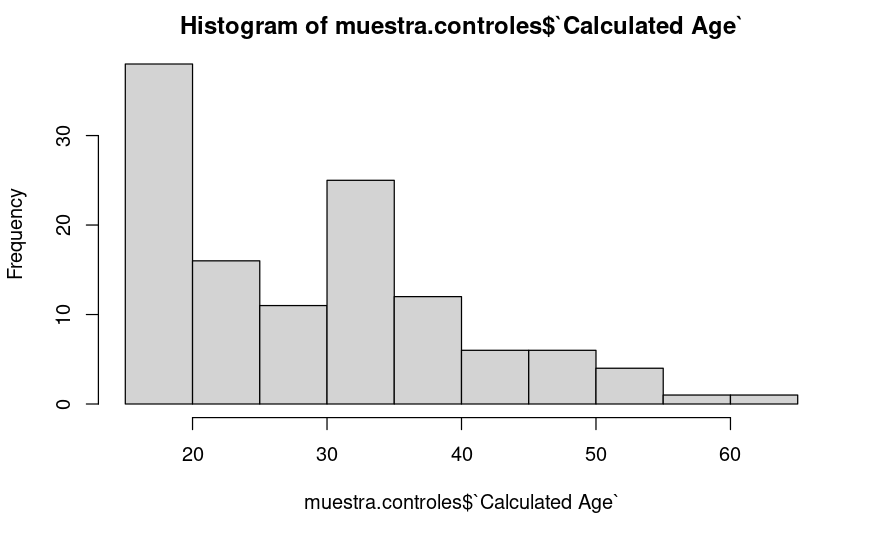 Histogram of muestra.controles$`Calculated Age`
Frequency
30
20
10
0
20 30 40 50 60
muestra.controles$`Calculated Age`